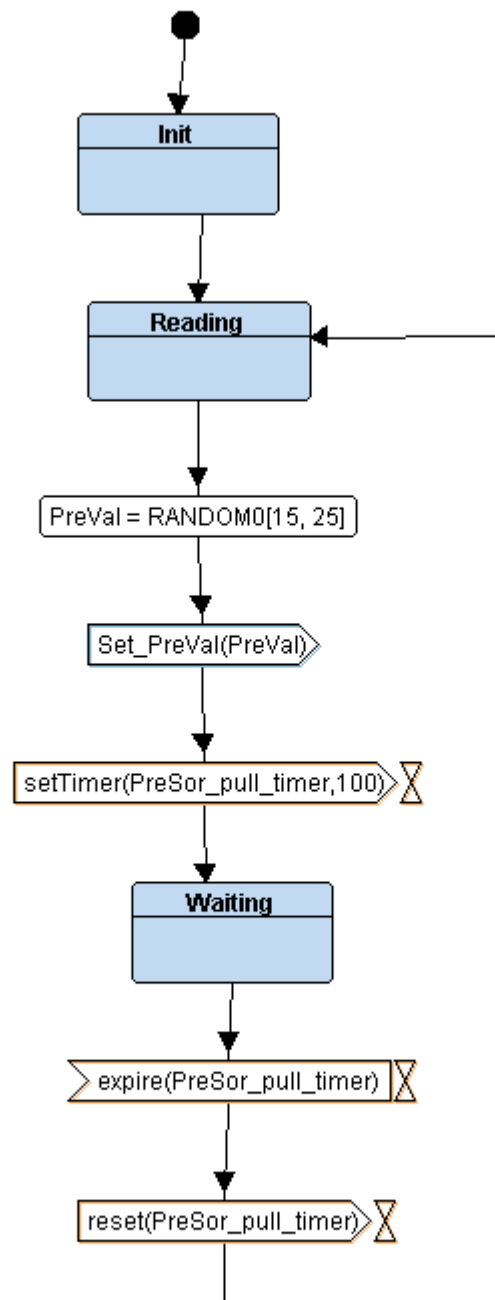 Init
Reading
PreVal = RANDOM0[15, 25]
Set_PreVal(PreVal)
setTimer(PreSor_pull_timer,100)
Waiting
expire(PreSor_pull_timer)
reset(PreSor_pull_timer)